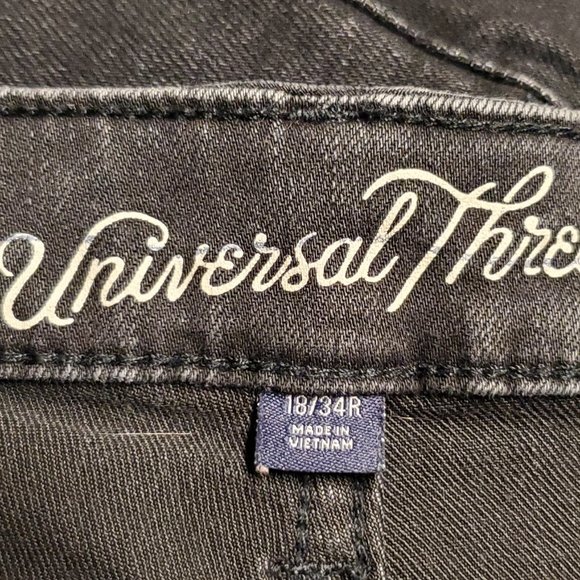 Universal Thre
18/34R
MADE IN
VIETNAM